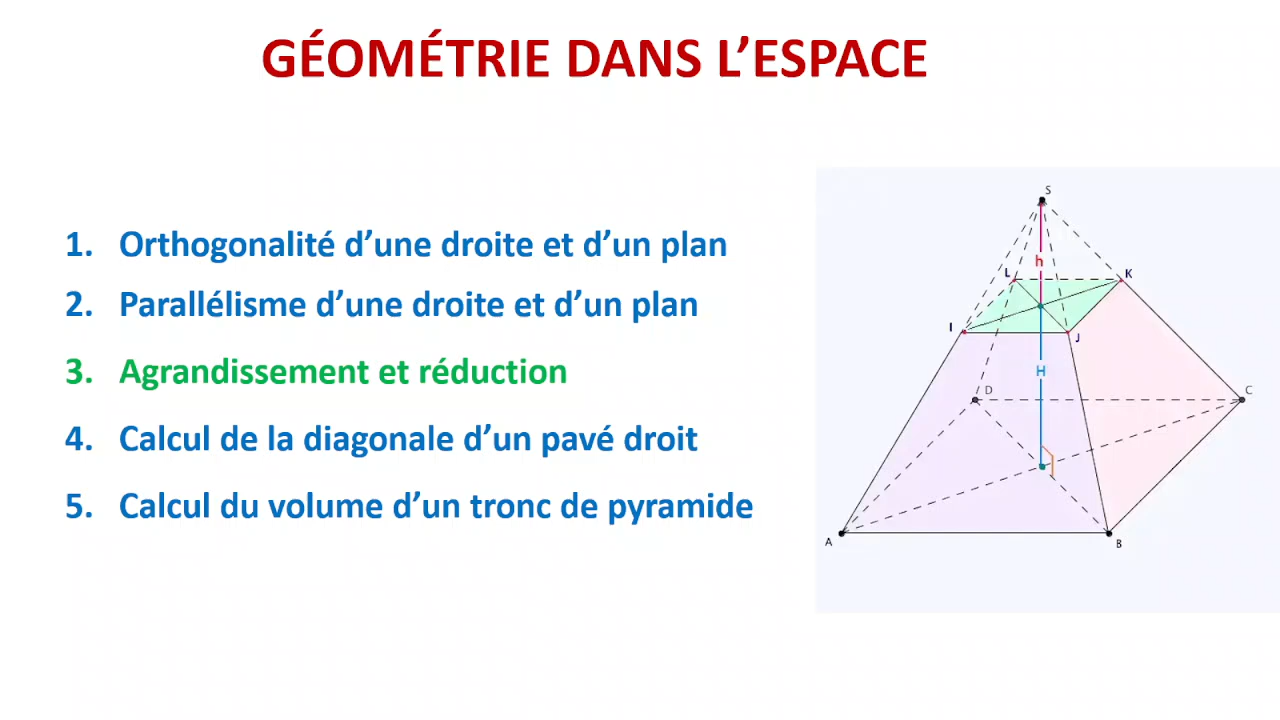 GÉOMÉTRIE DANS L’ESPACE
1. Orthogonalité d’une droite et d’un plan
2. Parallélisme d’une droite et d’un plan
3. Agrandissement et réduction
4. Calcul de la diagonale d’un pavé droit
5. Calcul du volume d’un tronc de pyramide
S
h
L
K
I
J
H
D
C
A
B